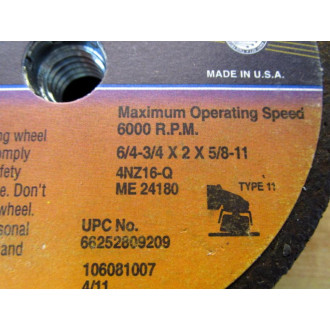 MADE IN U.S.A.
Maximum Operating Speed
6000 R.P.M.
6/4-3/4 X 2 X 5/8-11
4NZ16-Q
ME 24180
TYPE 11
wheel
fety
e. Don't
wheel.
sonal
and
UPC No.
66252809209
106081007
4/11